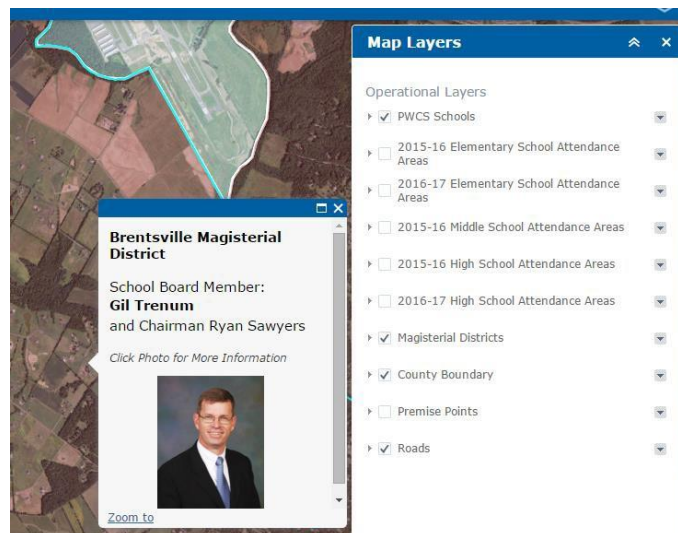 Map Layers
Operational Layers
PWCS Schools
2015-16 Elementary School Attendance
Areas
2016-17 Elementary School Attendance
Areas
2015-16 Middle School Attendance Areas
2015-16 High School Attendance Areas
2016-17 High School Attendance Areas
Magisterial Districts
County Boundary
Premise Points
Roads
Brentsville Magisterial
District
School Board Member:
Gil Trenum
and Chairman Ryan Sawyers
Click Photo for More Information
Zoom to